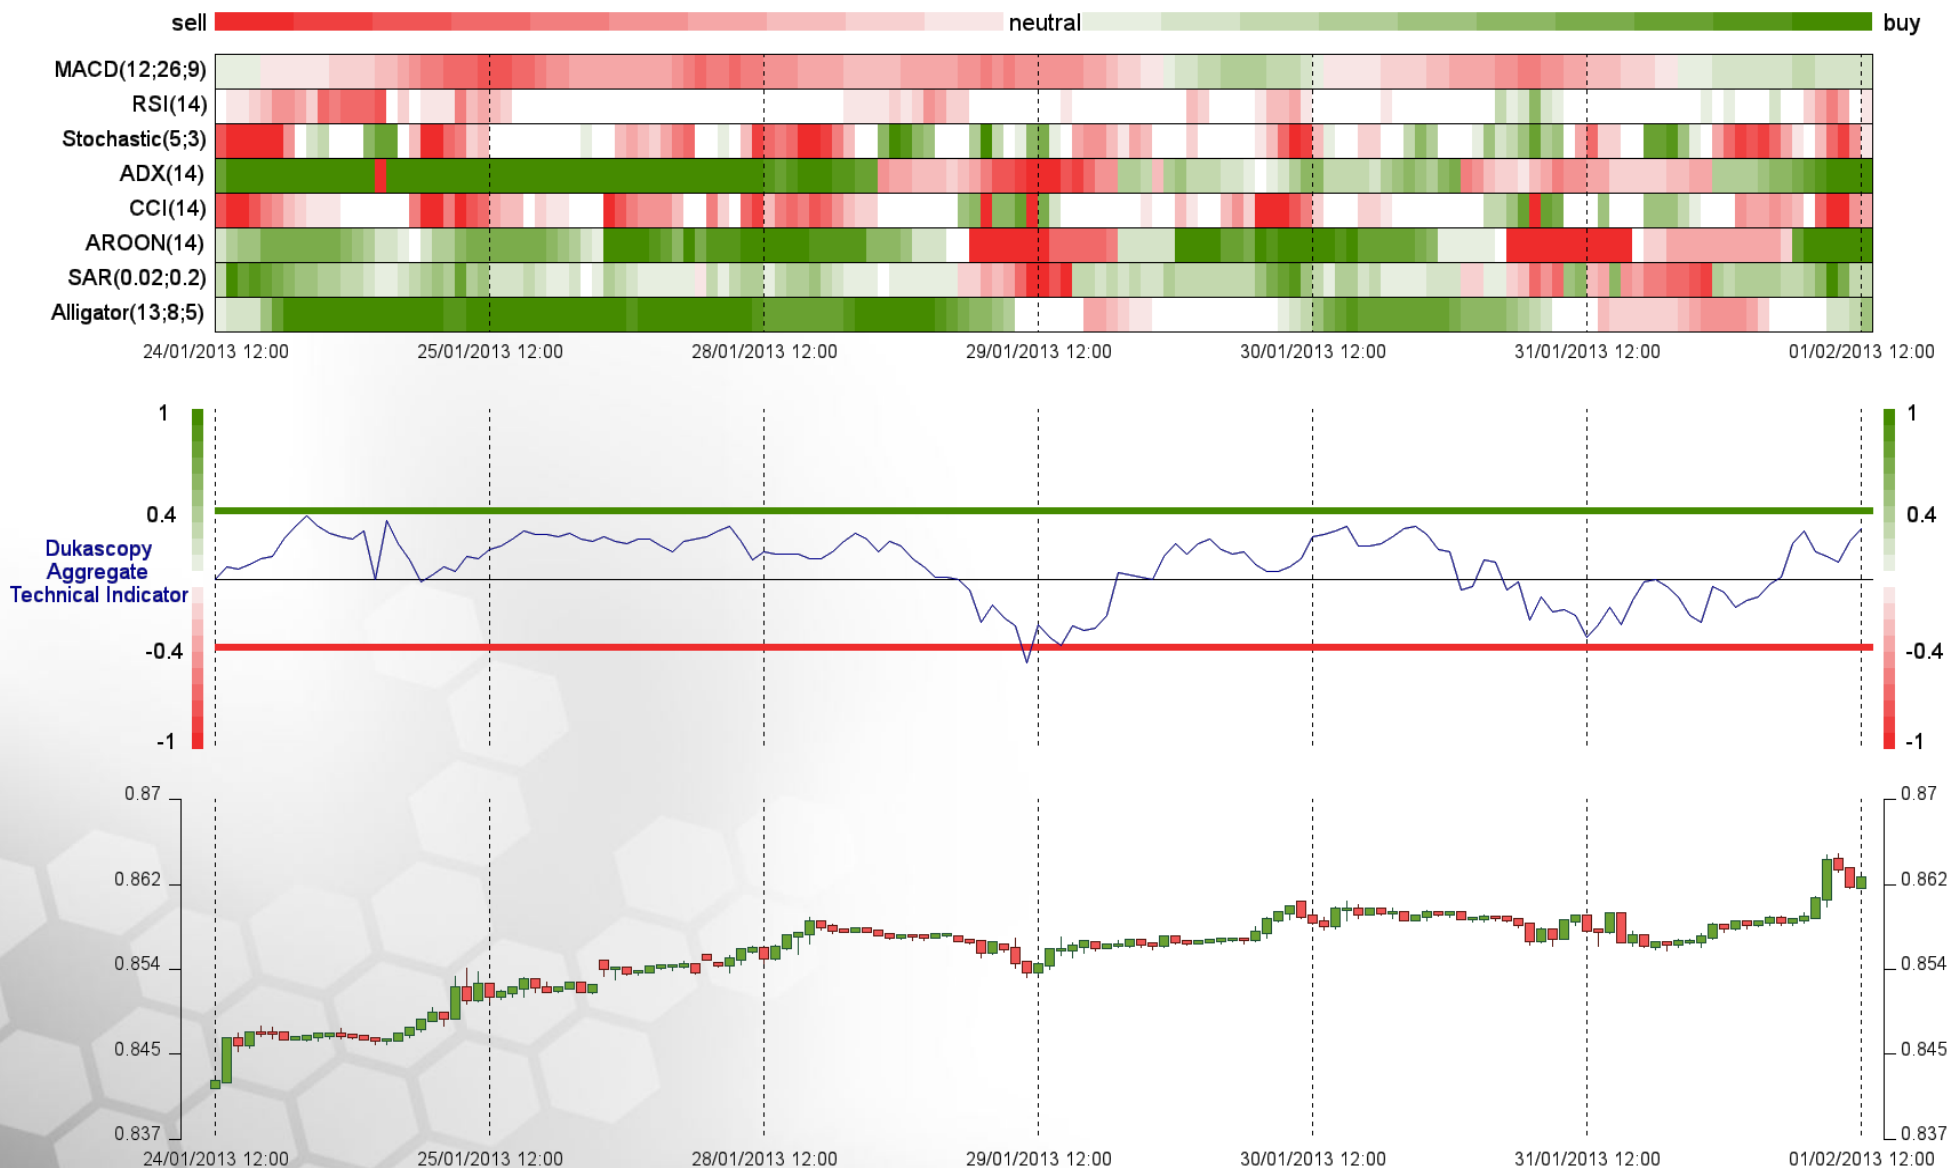 sell neutral buy
MACD(12;26;9)
RSI(14)
Stochastic(5;3)
ADX(14)
CCI(14)
AROON(14)
SAR(0.02;0.2)
Alligator(13;8;5)
24/01/2013 12:00 25/01/2013 12:00 28/01/2013 12:00 29/01/2013 12:00 30/01/2013 12:00 31/01/2013 12:00 01/02/2013 12:00
1 1
0.4 0.4
Dukascopy
Aggregate
Technical Indicator
-0.4 -0.4
-1 -1
0.87 0.87
0.862 0.862
0.854 0.854
0.845 0.845
0.837 0.837
24/01/2013 12:00 25/01/2013 12:00 28/01/2013 12:00 29/01/2013 12:00 30/01/2013 12:00 31/01/2013 12:00 01/02/2013 12:00